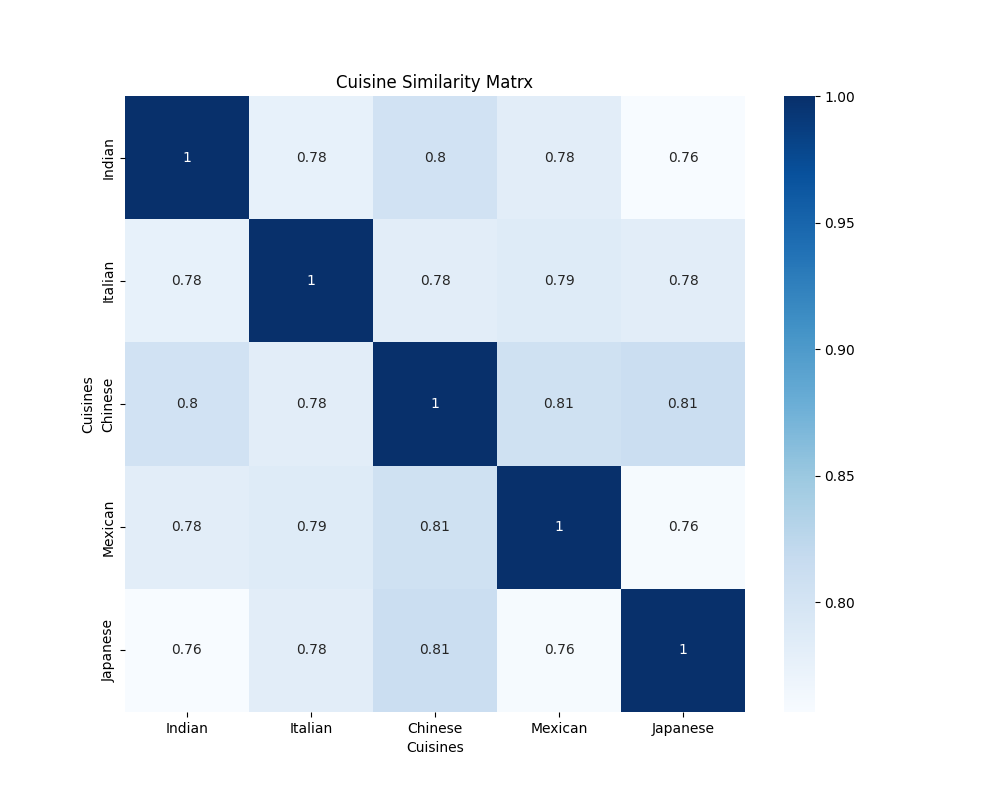 Cuisine Similarity Matrx
1.00
Indian 1 0.78 0.8 0.78 0.76
0.95
Italian 0.78 1 0.78 0.79 0.78
0.90
Cuisines
Chinese 0.8 0.78 1 0.81 0.81
0.85
Mexican 0.78 0.79 0.81 1 0.76
0.80
Japanese 0.76 0.78 0.81 0.76 1
Indian Italian Chinese Mexican Japanese
Cuisines